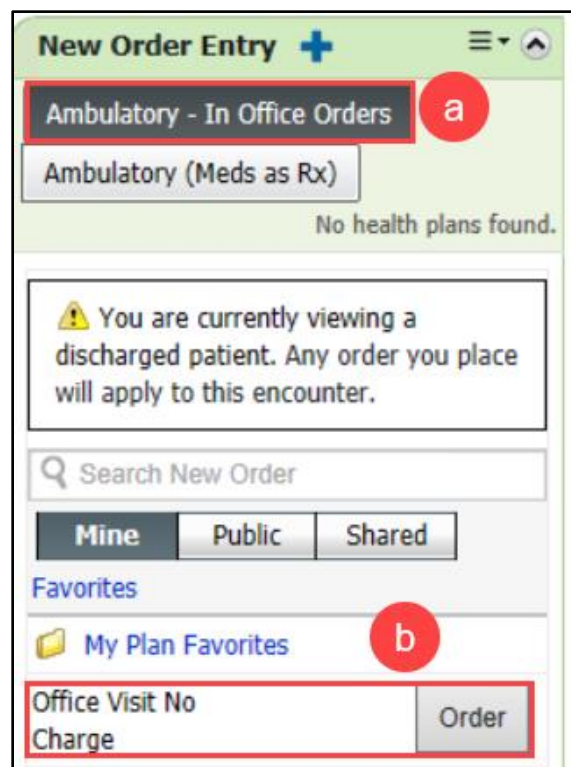 New Order Entry
Ambulatory - In Office Orders
a
Ambulatory (Meds as Rx)
No health plans found.
You are currently viewing a
discharged patient. Any order you place
will apply to this encounter.
Search New Order
Mine Public Shared
Favorites
My Plan Favorites
b
Office Visit No
Charge
Order